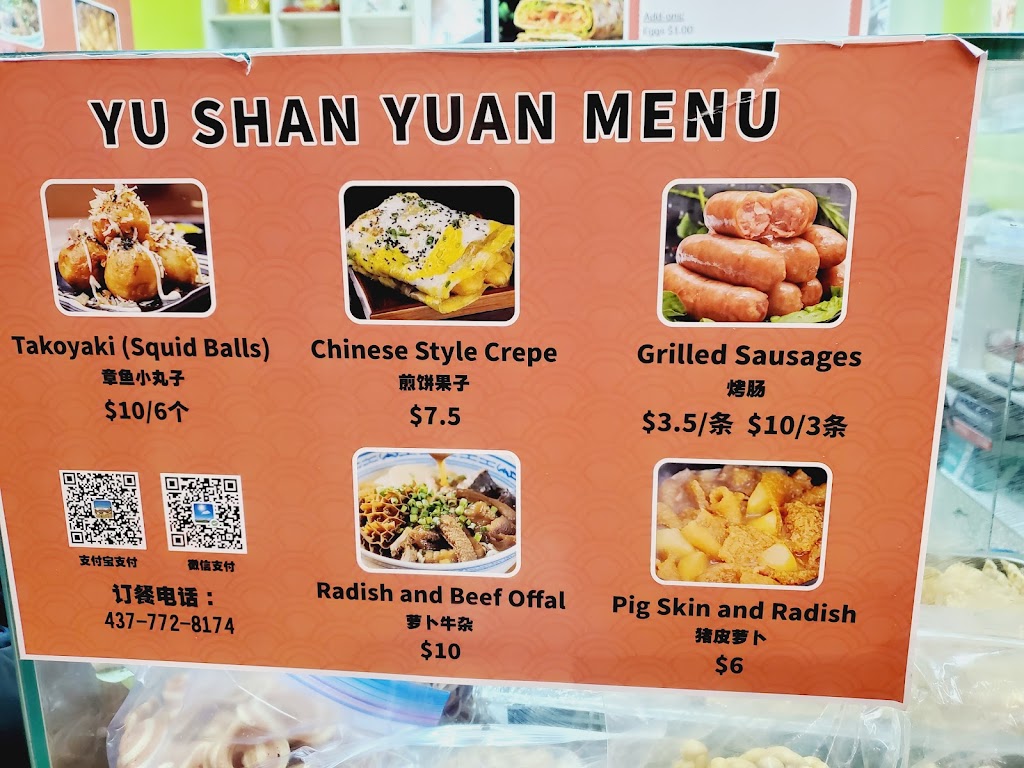 Add-ons:
Eggs $1.00
YU SHAN YUAN MENU
Takoyaki (Squid Balls)
章鱼小丸子
$10/6个
Chinese Style Crepe
煎饼果子
$7.5
Grilled Sausages
烤肠
$3.5/条 $10/3条
支付宝支付
微信支付
订餐电话：
437-772-8174
Radish and Beef Offal
萝卜牛杂
$10
Pig Skin and Radish
猪皮萝卜
$6